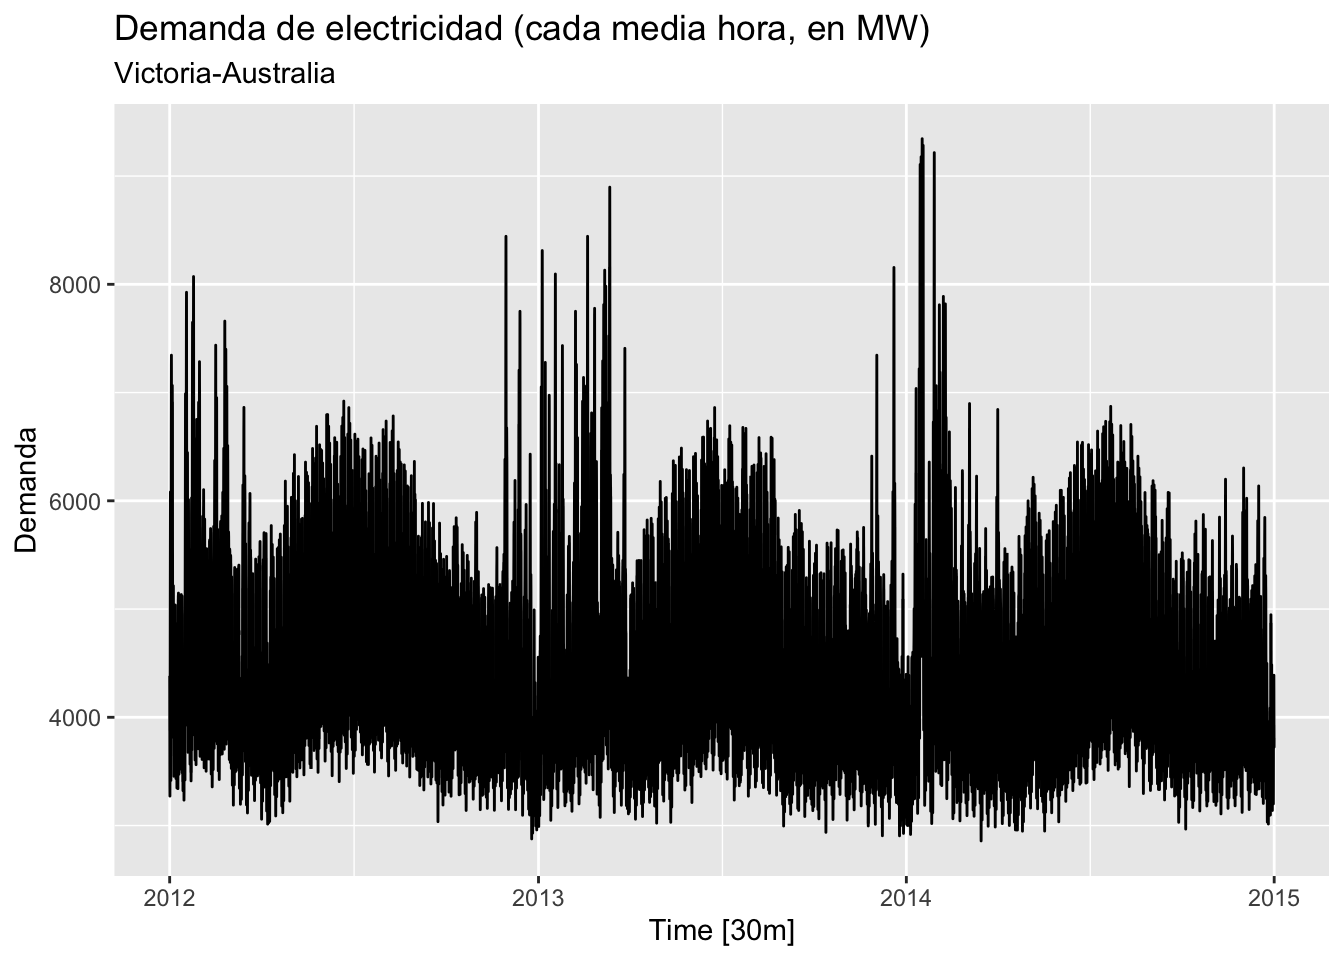 Demanda de electricidad (cada media hora, en MW)
Victoria-Australia
Demanda
8000
6000
4000
2012
2013
2014
2015
Time [30m]